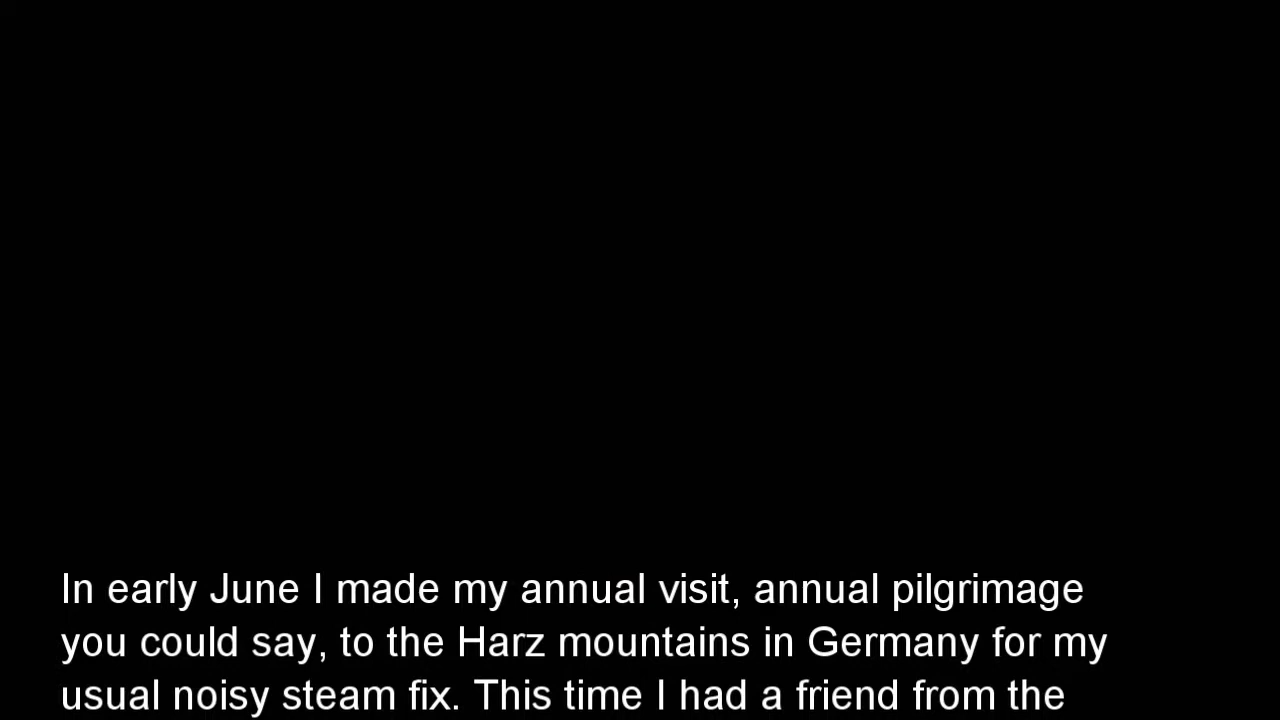 In early June I made my annual visit, annual pilgrimage
you could say, to the Harz mountains in Germany for my
usual noisy steam fix. This time I had a friend from the